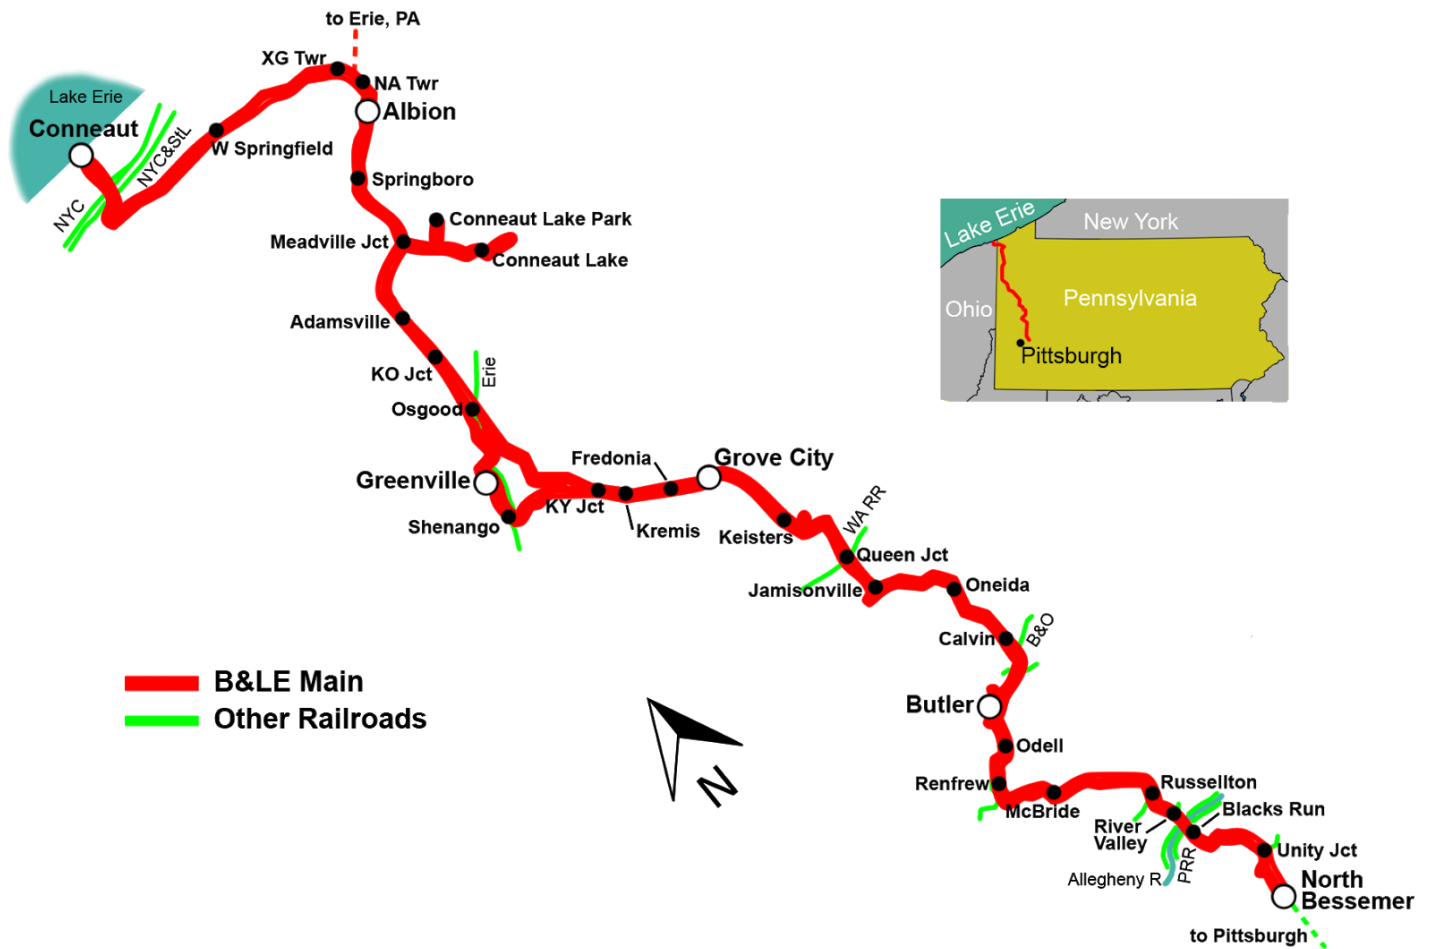 to Erie, PA
XG Twr
NA Twr
Lake Erie
Albion
Conneaut
NYC&StL
W Springfield
Springboro
NYC
Conneaut Lake Park
Meadville Jct
Conneaut Lake
Lake Erie
New York
Ohio
Pennsylvania
Pittsburgh
Adamsville
KO Jct
Erie
Osgood
Grove City
Fredonia
Greenville
KY Jct
Shenango
Kremis
Keisters
WA RR
Queen Jct
Jamisonville
Oneida
Calvin
B&O
B&LE Main
Other Railroads
Butler
Odell
N
Renfrew
McBride
Russellton
Blacks Run
River
Valley
PRR
Allegheny R
Unity Jct
North
Bessemer
to Pittsburgh